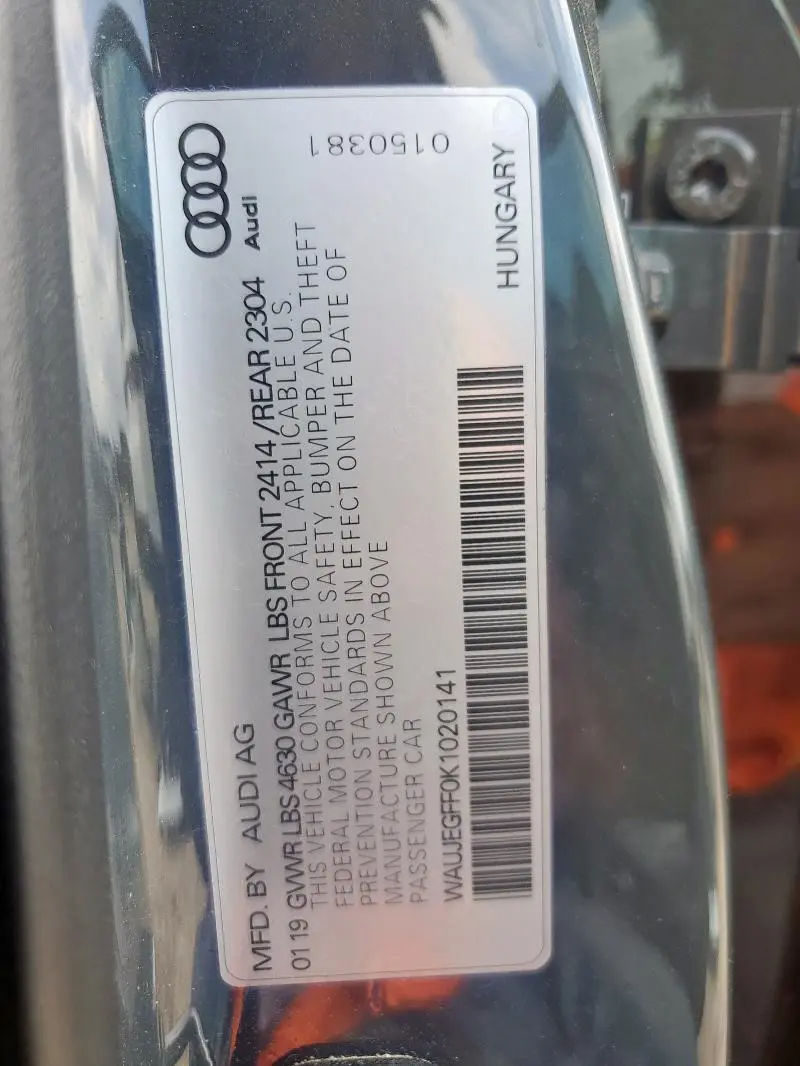 MFD. BY AUDI AG
01 19 GVWR LBS 4630 GAWR LBS FRONT 2414 /REAR 2304
Audi
THIS VEHICLE CONFORMS TO ALL APPLICABLE U.S.
FEDERAL MOTOR VEHICLE SAFETY, BUMPER AND THEFT
PREVENTION STANDARDS IN EFFECT ON THE DATE OF
MANUFACTURE SHOWN ABOVE
PASSENGER CAR
0150381
WAUJEGFF0K1020141
HUNGARY